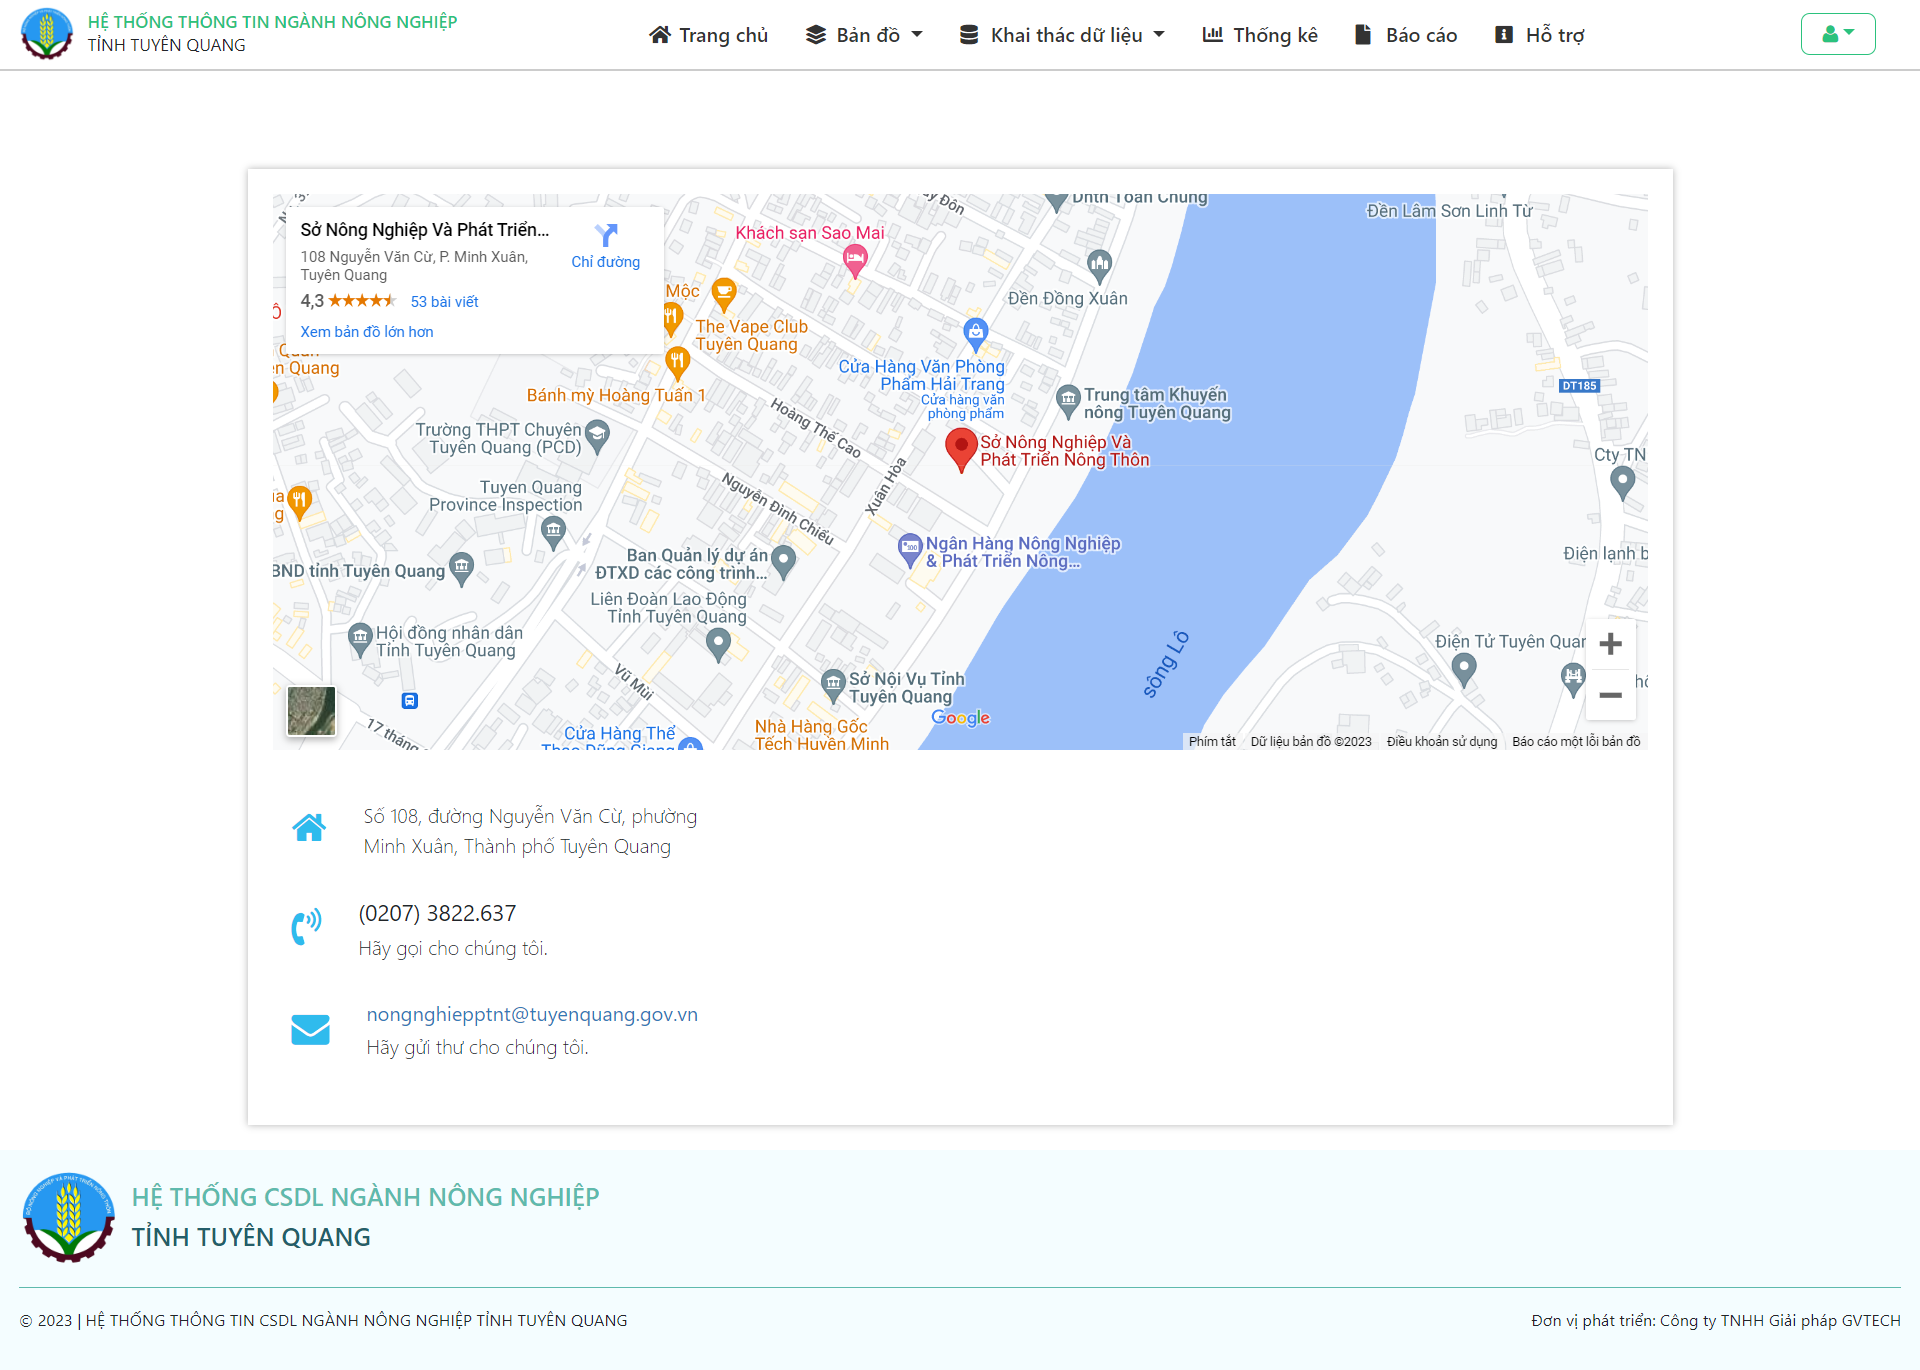 HỆ THỐNG THÔNG TIN NGÀNH NÔNG NGHIỆP
TỈNH TUYÊN QUANG
Trang chủ
Bản đồ
Khai thác dữ liệu
Thống kê
Báo cáo
Hỗ trợ
Sở Nông Nghiệp Và Phát Triển...
108 Nguyễn Văn Cừ, P. Minh Xuân,
Tuyên Quang
4,3
53 bài viết
Xem bản đồ lớn hơn
Chỉ đường
Khách sạn Sao Mai
Mộc
The Vape Club
Tuyên Quang
Bánh mỳ Hoàng Tuấn 1
Dnth Toàn Chung
Đền Lâm Sơn Linh Từ
Đền Đồng Xuân
Cửa Hàng Văn Phòng
Phẩm Hải Trang
Cửa hàng văn
phòng phẩm
Trung tâm Khuyến
nông Tuyên Quang
DT185
Sở Nông Nghiệp Và
Phát Triển Nông Thôn
Cty TN
Hoàng Thế Cao
Trường THPT Chuyên
Tuyên Quang (PCD)
Nguyễn Đình Chiểu
Xuân Hòa
Tuyen Quang
Province Inspection
Ngân Hàng Nông Nghiệp
& Phát Triển Nông...
Ban Quản lý dự án
ĐTXD các công trình...
BND tỉnh Tuyên Quang
Liên Đoàn Lao Động
Tỉnh Tuyên Quang
Hội đồng nhân dân
Tỉnh Tuyên Quang
Điện lạnh b
Điện Tử Tuyên Quan
Vũ Mùi
Sở Nội Vụ Tỉnh
Tuyên Quang
sông Lô
17 tháng
Cửa Hàng Thể
Thao Dũng Giang
Nhà Hàng Gốc
Tếch Huyền Minh
Google
Phím tắt
Dữ liệu bản đồ ©2023
Điều khoản sử dụng
Báo cáo một lỗi bản đồ
Số 108, đường Nguyễn Văn Cừ, phường
Minh Xuân, Thành phố Tuyên Quang
(0207) 3822.637
Hãy gọi cho chúng tôi.
nongnghiepptnt@tuyenquang.gov.vn
Hãy gửi thư cho chúng tôi.
HỆ THỐNG CSDL NGÀNH NÔNG NGHIỆP
TỈNH TUYÊN QUANG
© 2023 | HỆ THỐNG THÔNG TIN CSDL NGÀNH NÔNG NGHIỆP TỈNH TUYÊN QUANG
Đơn vị phát triển: Công ty TNHH Giải pháp GVTECH